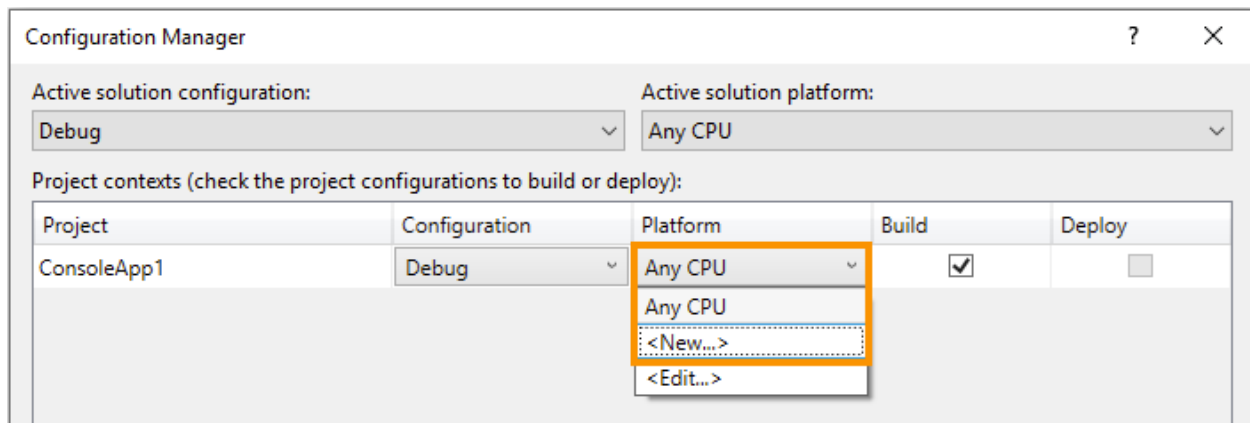 Configuration Manager
Active solution configuration: Active solution platform:
Debug Any CPU
Project contexts (check the project configurations to build or deploy):
Project Configuration Platform Build Deploy
ConsoleApp1 Debug Any CPU
Any CPU
<New...>
<Edit...>